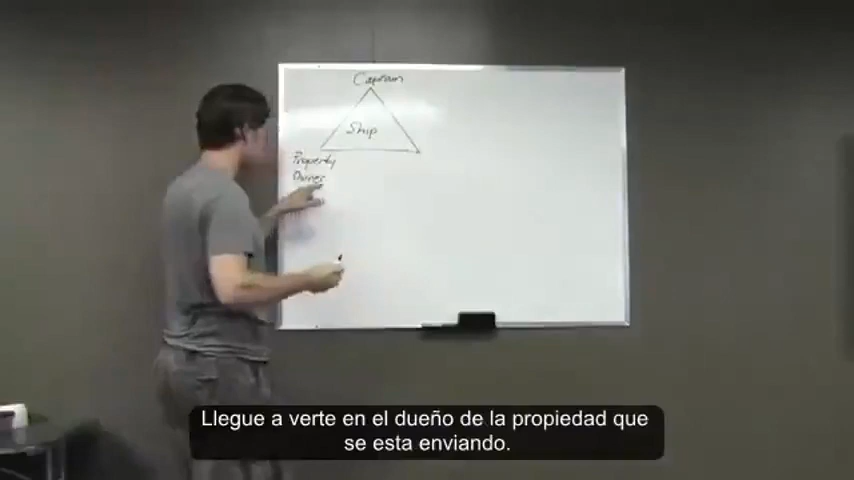 Captain
Ship
Property
Owner
Llegue a verte en el dueño de la propiedad que
se esta enviando.